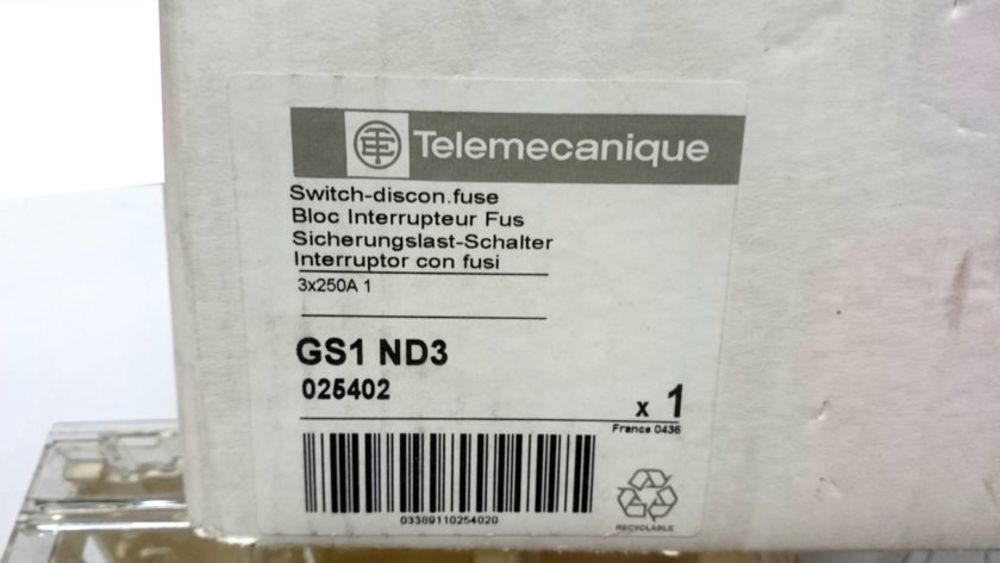 Telemecanique
Switch-discon.fuse
Bloc Interrupteur Fus
Sicherungslast-Schalter
Interruptor con fusi
3x250A 1
GS1 ND3
025402
x 1
France 0436
03389110254020
RECYCLABLE